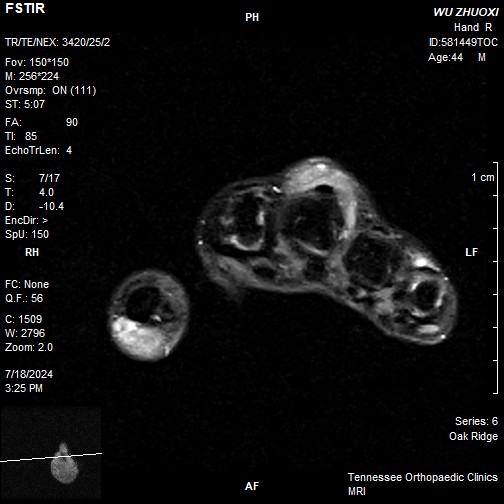 FSTIR
PH
WU ZHUOXI
Hand R
TR/TE/NEX: 3420/25/2
ID:581449TOC
Age:44 M
Fov: 150*150
M: 256*224
Ovrsmp: ON (111)
ST: 5:07
FA: 90
TI: 85
EchoTrLen: 4
S: 7/17
1 cm
T: 4.0
D: -10.4
EncDir: >
SpU: 150
RH
LF
FC: None
Q.F.: 56
C: 1509
W: 2796
Zoom: 2.0
7/18/2024
3:25 PM
Series: 6
Oak Ridge
AF
Tennessee Orthopaedic Clinics
MRI